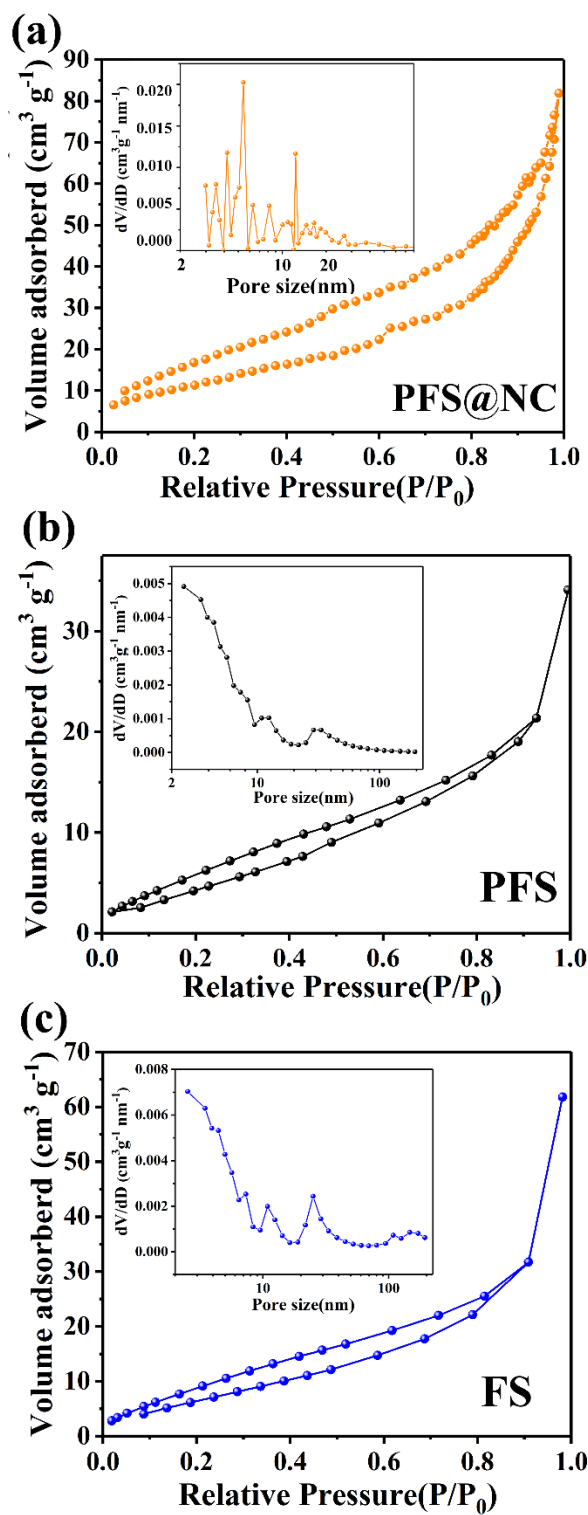 (a)
Volume adsorberd (cm³ g⁻¹)
90
80
70
60
50
40
30
20
10
0
0.0 0.2 0.4 0.6 0.8 1.0
Relative Pressure(P/P₀)
PFS@NC
dV/dD (cm³g⁻¹ nm⁻¹)
0.020
0.015
0.010
0.005
0.000
2 10 20
Pore size(nm)
(b)
Volume adsorberd (cm³ g⁻¹)
30
20
10
0
0.0 0.2 0.4 0.6 0.8 1.0
Relative Pressure(P/P₀)
PFS
dV/dD (cm³g⁻¹ nm⁻¹)
0.005
0.004
0.003
0.002
0.001
0.000
2 10 100
Pore size(nm)
(c)
Volume adsorberd (cm³ g⁻¹)
70
60
50
40
30
20
10
0
0.0 0.2 0.4 0.6 0.8 1.0
Relative Pressure(P/P₀)
FS
dV/dD (cm³g⁻¹ nm⁻¹)
0.008
0.006
0.004
0.002
0.000
10 100
Pore size(nm)